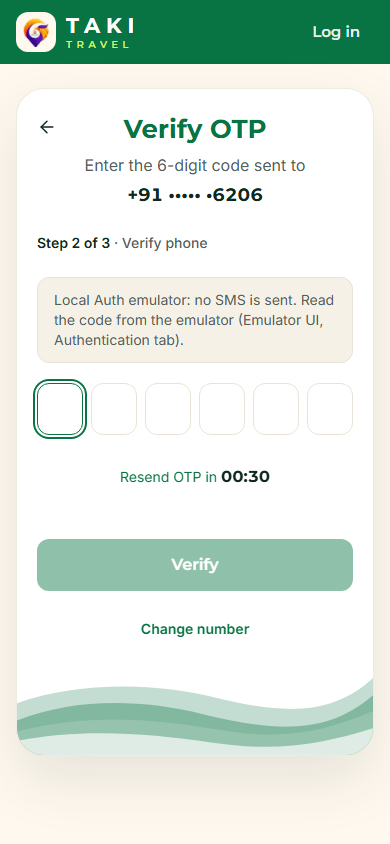 TAKI
TRAVEL
Log in
Verify OTP
Enter the 6-digit code sent to
+91 ••••• •6206
Step 2 of 3 · Verify phone
Local Auth emulator: no SMS is sent. Read
the code from the emulator (Emulator UI,
Authentication tab).
Resend OTP in 00:30
Verify
Change number